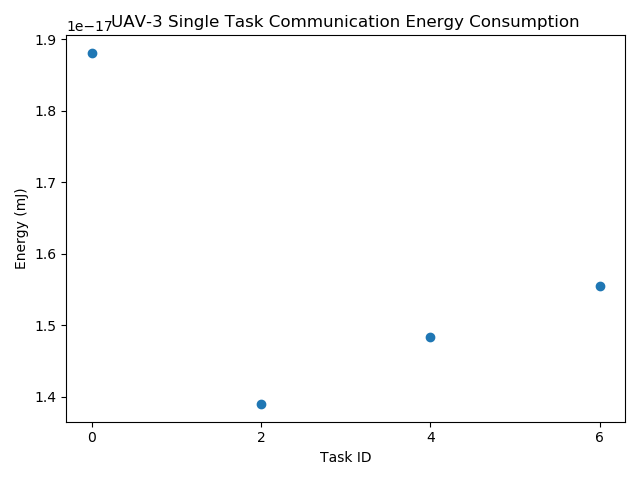 UAV-3 Single Task Communication Energy Consumption
1e−17
1.9
1.8
1.7
1.6
1.5
1.4
Energy (mJ)
0 2 4 6
Task ID